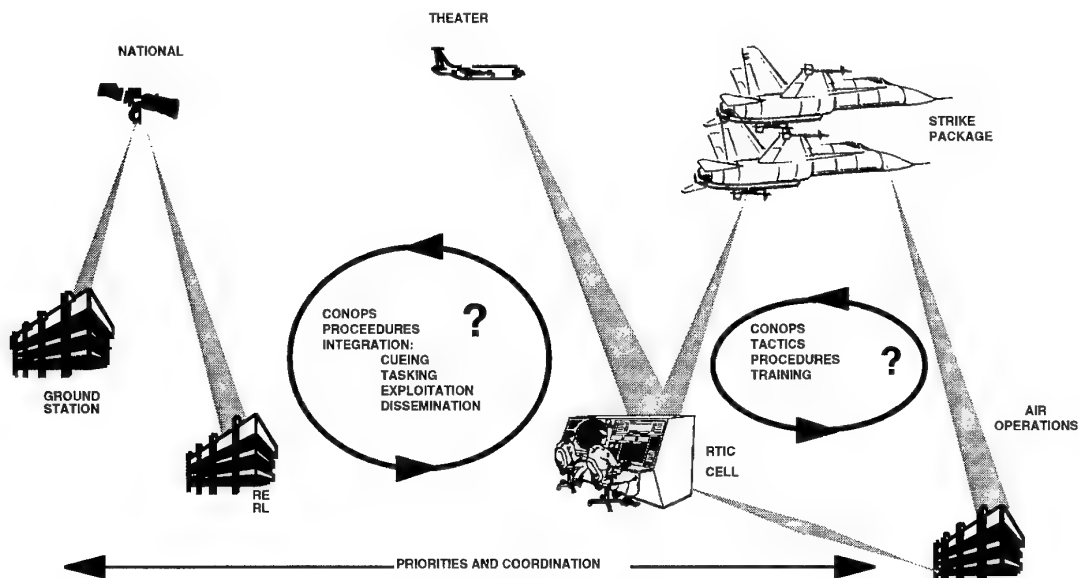 THEATER
NATIONAL
STRIKE
PACKAGE
CONOPS
PROCEEDURES
INTEGRATION:
CUEING
TASKING
EXPLOITATION
DISSEMINATION
?
CONOPS
TACTICS
PROCEDURES
TRAINING
?
GROUND
STATION
AIR
OPERATIONS
RTIC
CELL
RE
RL
PRIORITIES AND COORDINATION